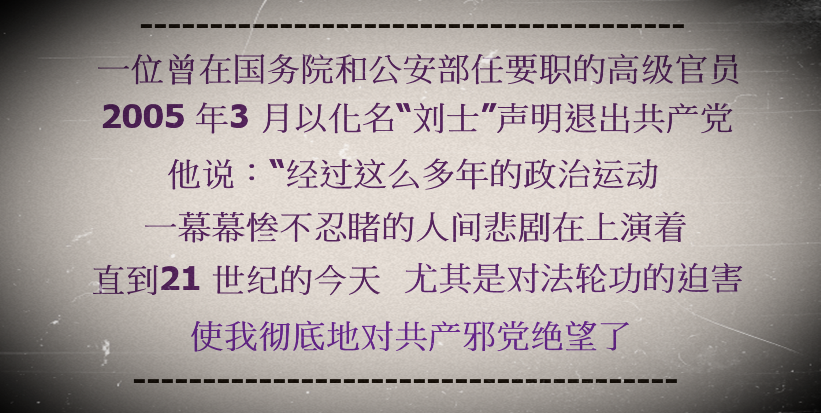 一位曾在国务院和公安部任要职的高级官员
2005 年3 月以化名“刘士”声明退出共产党
他说：“经过这么多年的政治运动
一幕幕惨不忍睹的人间悲剧在上演着
直到21 世纪的今天 尤其是对法轮功的迫害
使我彻底地对共产邪党绝望了